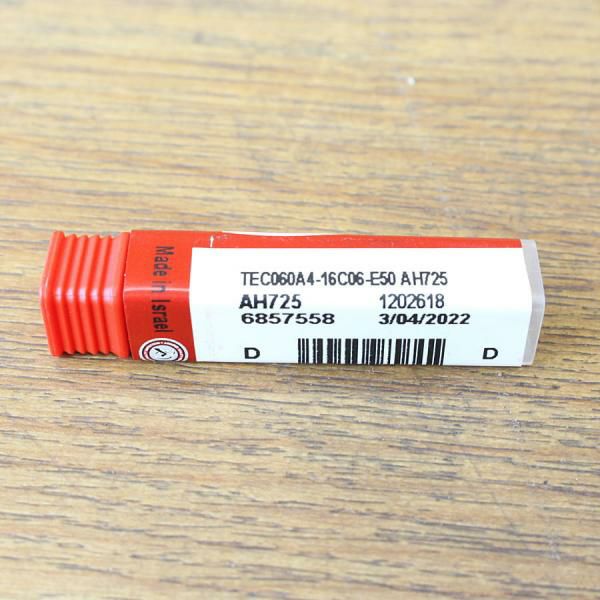 TEC060A4-16C06-E50 AH725
AH725 1202618
6857558 3/04/2022
D D
Made in Israel